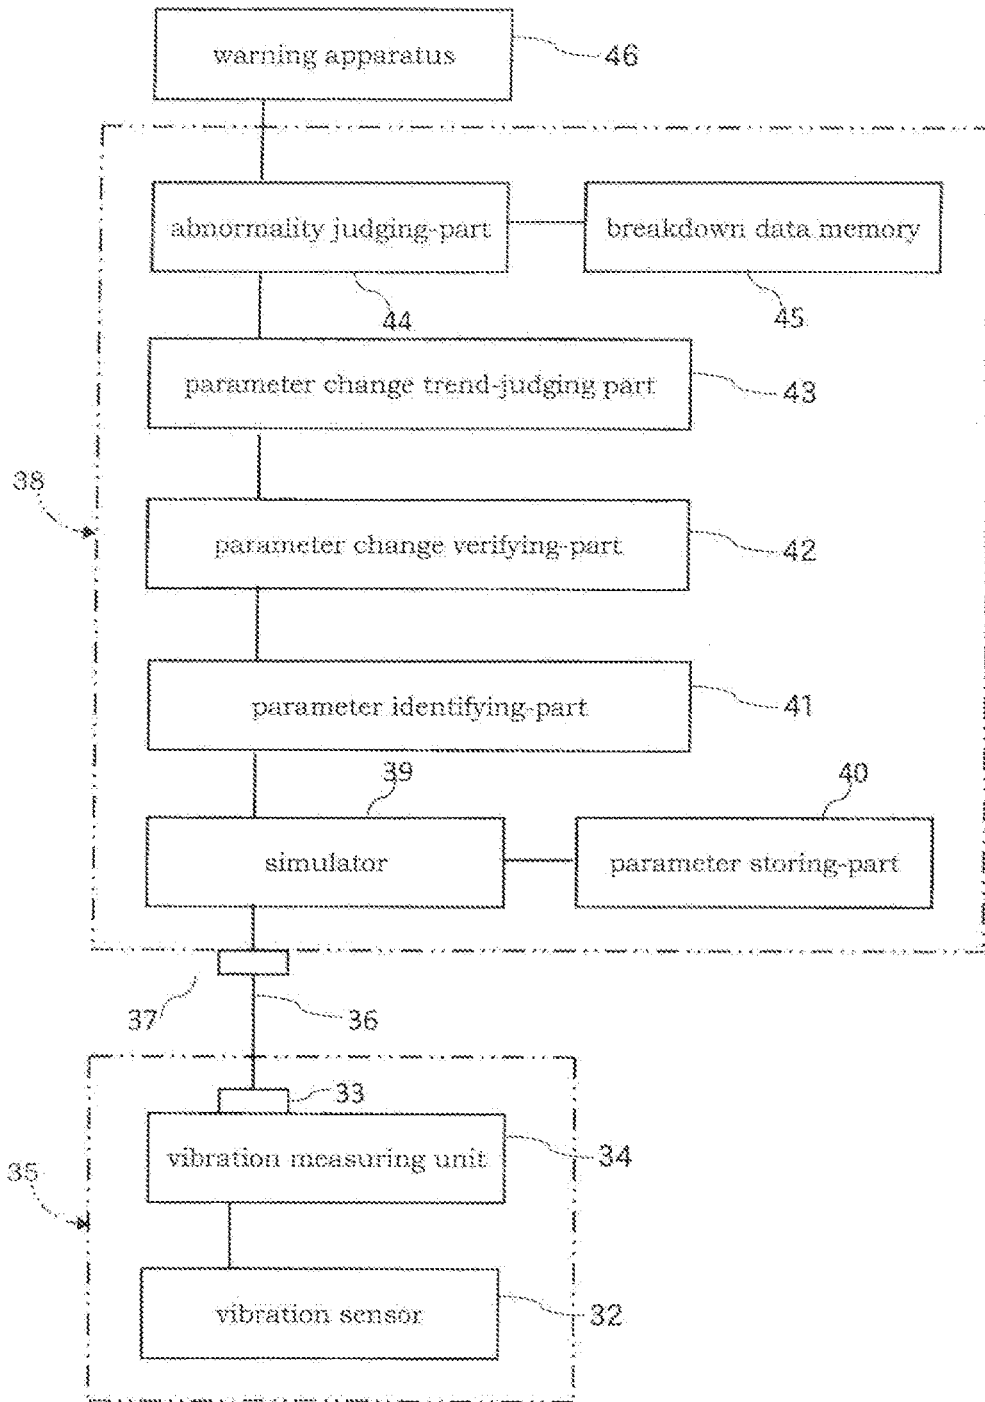 warning apparatus
46
abnormality judging-part
breakdown data memory
44
45
parameter change trend-judging part
43
38
parameter change verifying-part
42
parameter identifying-part
41
39
40
simulator
parameter storing-part
37
36
33
vibration measuring unit
34
35
vibration sensor
32